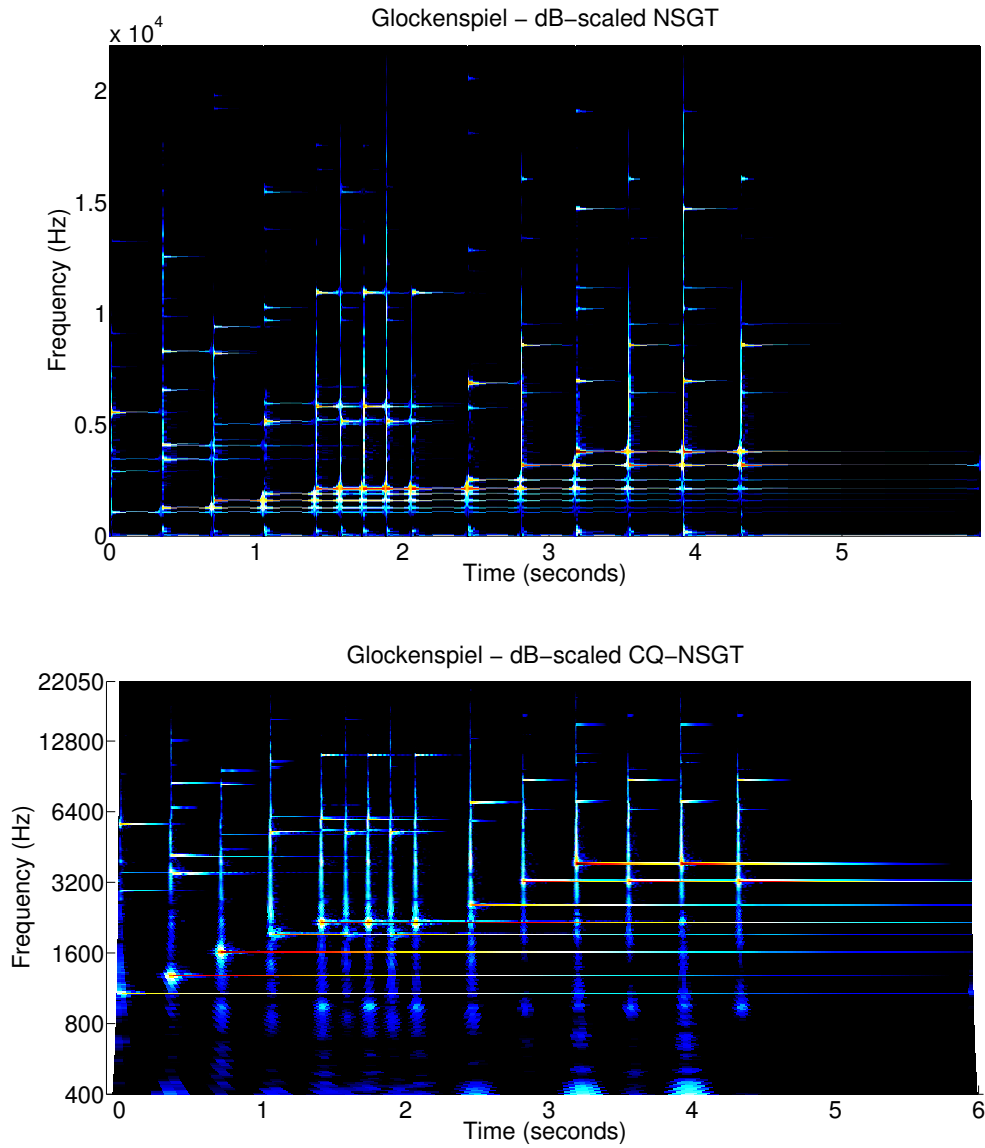 Glockenspiel − dB−scaled NSGT
x 10⁴
2
1.5
1
0.5
0
Frequency (Hz)
0 1 2 3 4 5
Time (seconds)
Glockenspiel − dB−scaled CQ−NSGT
22050
12800
6400
3200
1600
800
400
Frequency (Hz)
0 1 2 3 4 5 6
Time (seconds)